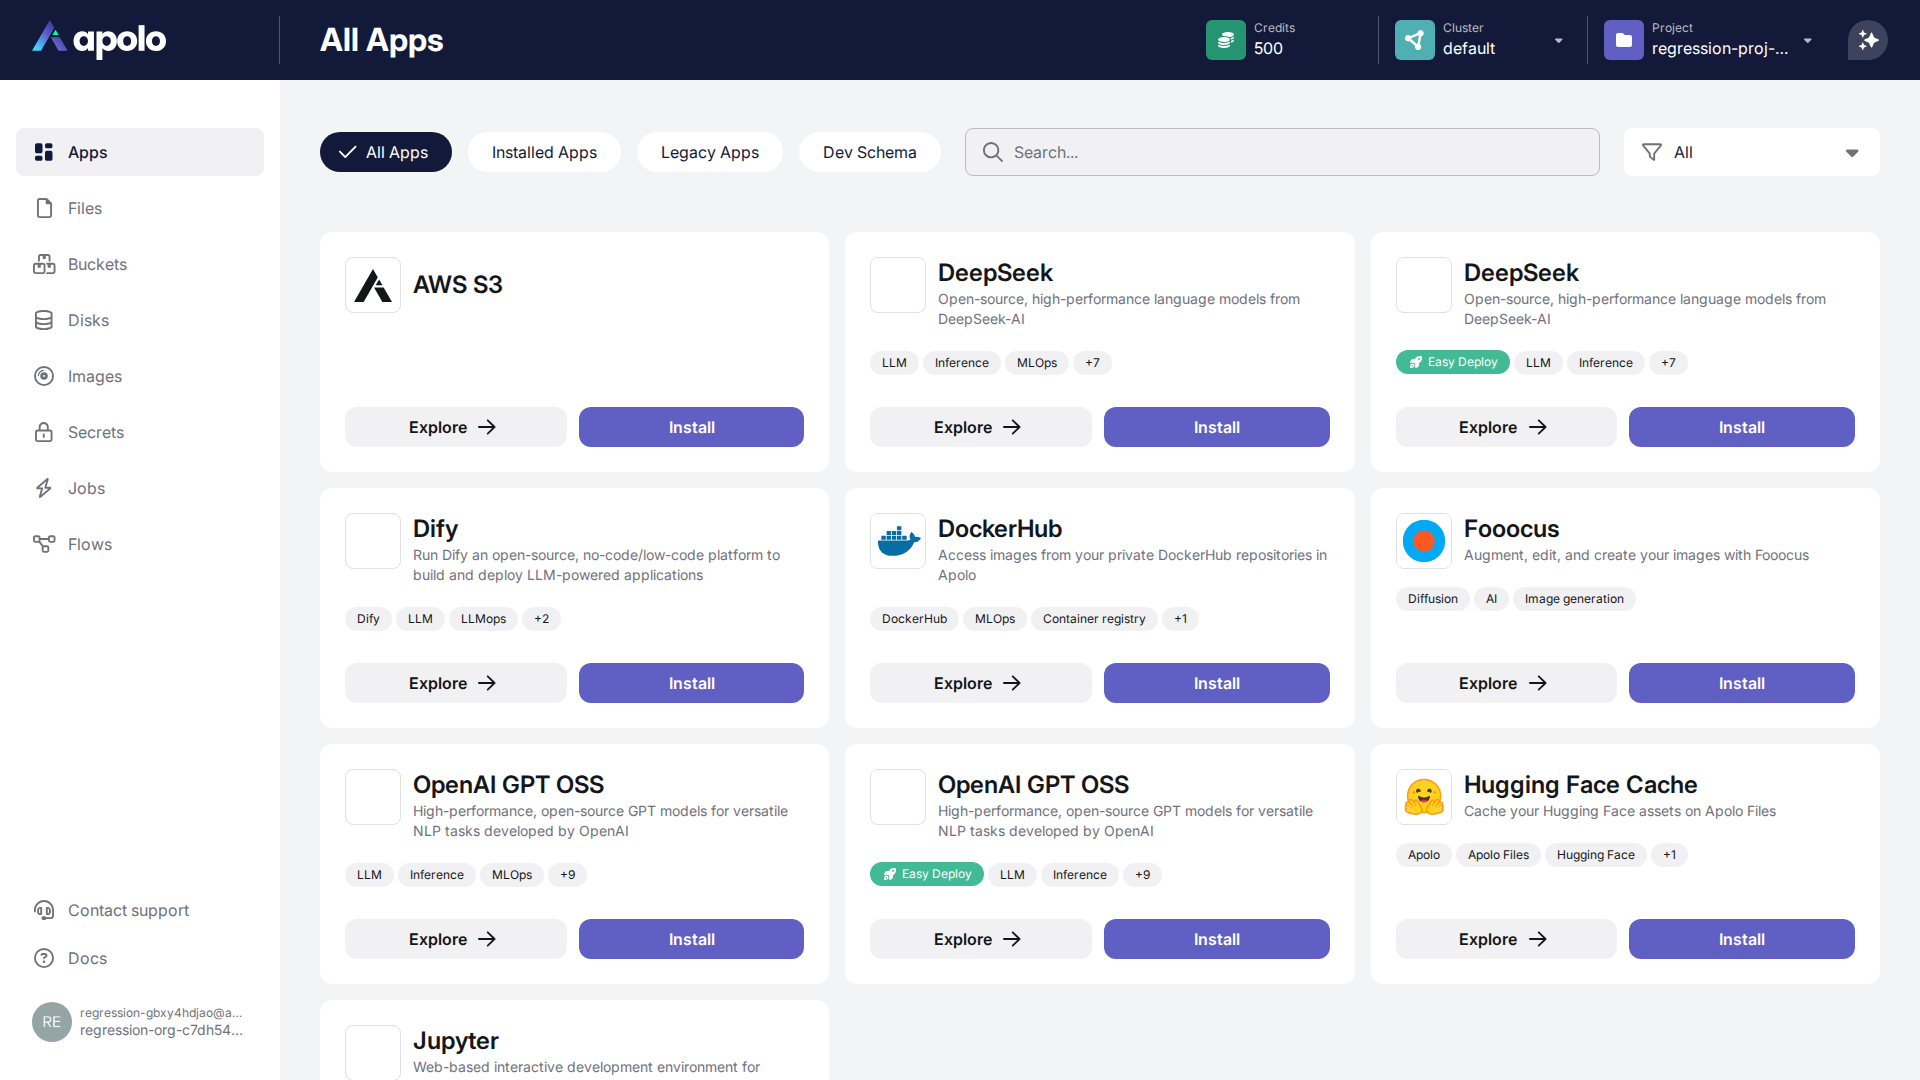 apolo
All Apps
Credits
500
Cluster
default
Project
regression-proj-...
Apps
Files
Buckets
Disks
Images
Secrets
Jobs
Flows
Contact support
Docs
RE
regression-gbxy4hdjao@a...
regression-org-c7dh54...
All Apps
Installed Apps
Legacy Apps
Dev Schema
Search...
All
AWS S3
Explore
Install
DeepSeek
Open-source, high-performance language models from
DeepSeek-AI
LLM
Inference
MLOps
+7
Explore
Install
DeepSeek
Open-source, high-performance language models from
DeepSeek-AI
Easy Deploy
LLM
Inference
+7
Explore
Install
Dify
Run Dify an open-source, no-code/low-code platform to
build and deploy LLM-powered applications
Dify
LLM
LLMops
+2
Explore
Install
DockerHub
Access images from your private DockerHub repositories in
Apolo
DockerHub
MLOps
Container registry
+1
Explore
Install
Fooocus
Augment, edit, and create your images with Fooocus
Diffusion
AI
Image generation
Explore
Install
OpenAI GPT OSS
High-performance, open-source GPT models for versatile
NLP tasks developed by OpenAI
LLM
Inference
MLOps
+9
Explore
Install
OpenAI GPT OSS
High-performance, open-source GPT models for versatile
NLP tasks developed by OpenAI
Easy Deploy
LLM
Inference
+9
Explore
Install
Hugging Face Cache
Cache your Hugging Face assets on Apolo Files
Apolo
Apolo Files
Hugging Face
+1
Explore
Install
Jupyter
Web-based interactive development environment for